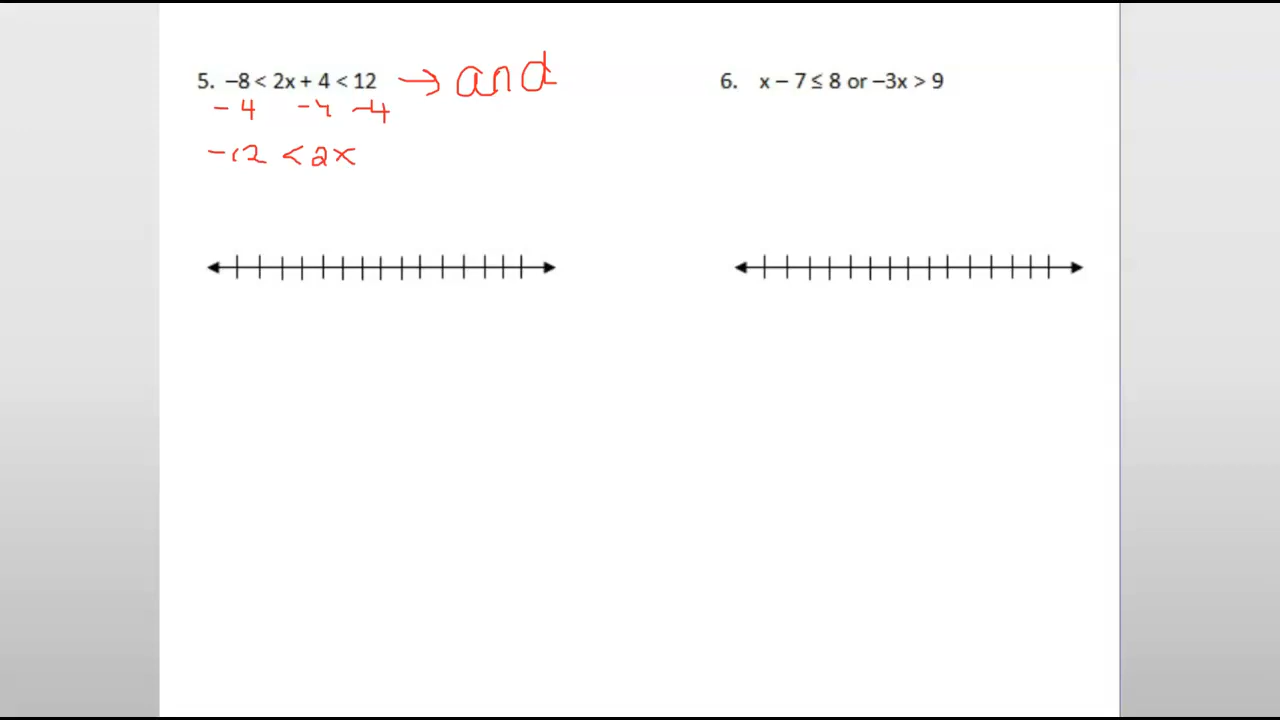 5. –8 < 2x + 4 < 12 → and
– 4 – 4 – 4
–12 < 2x
6. x – 7 ≤ 8 or –3x > 9